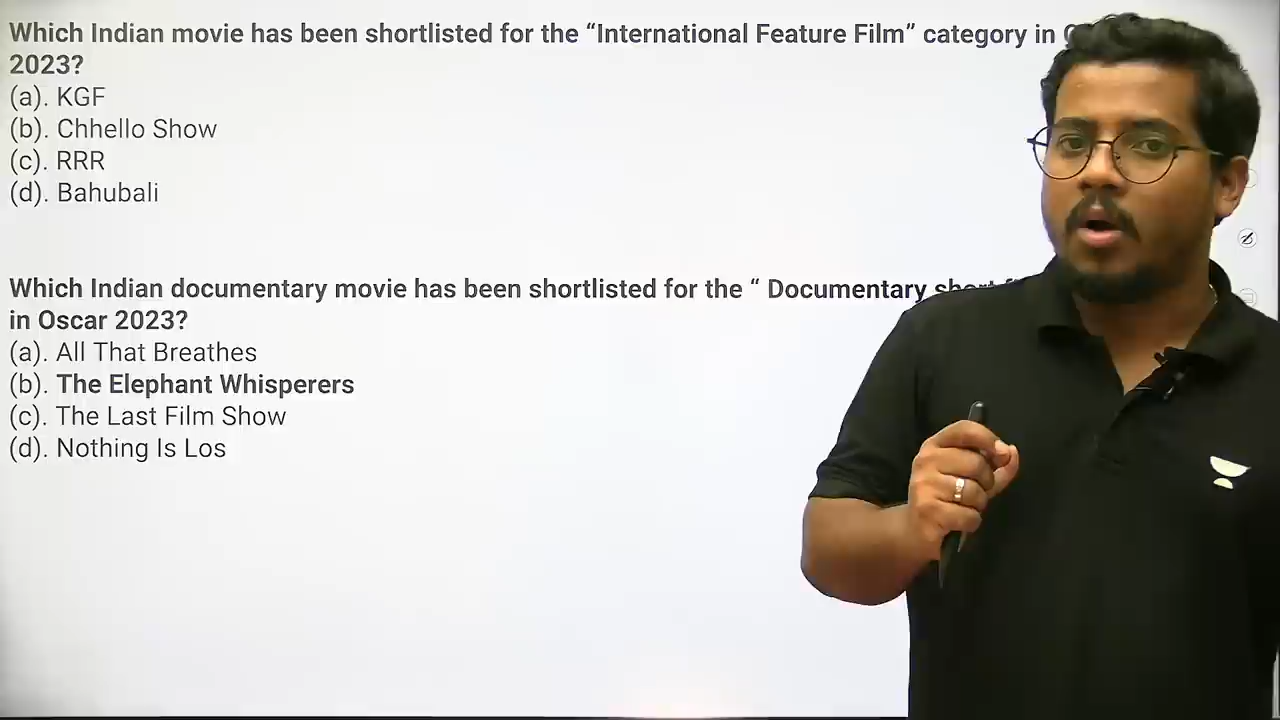 Which Indian movie has been shortlisted for the “International Feature Film” category in
2023?
(a). KGF
(b). Chhello Show
(c). RRR
(d). Bahubali
Which Indian documentary movie has been shortlisted for the “ Documentary short
in Oscar 2023?
(a). All That Breathes
(b). The Elephant Whisperers
(c). The Last Film Show
(d). Nothing Is Los